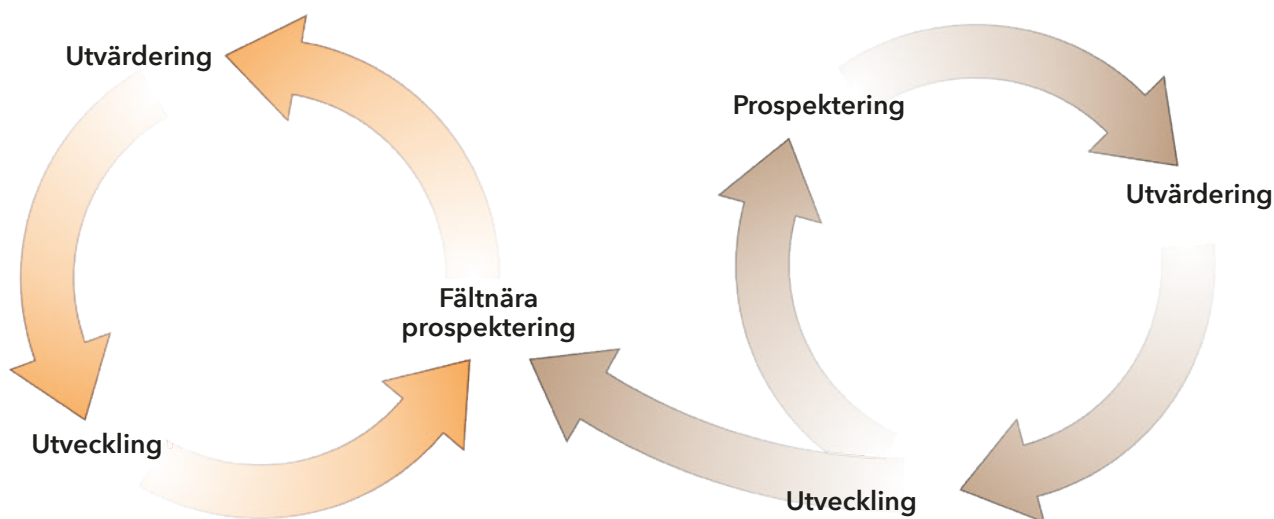 Utvärdering
Prospektering
Utvärdering
Fältnära
prospektering
Utveckling
Utveckling